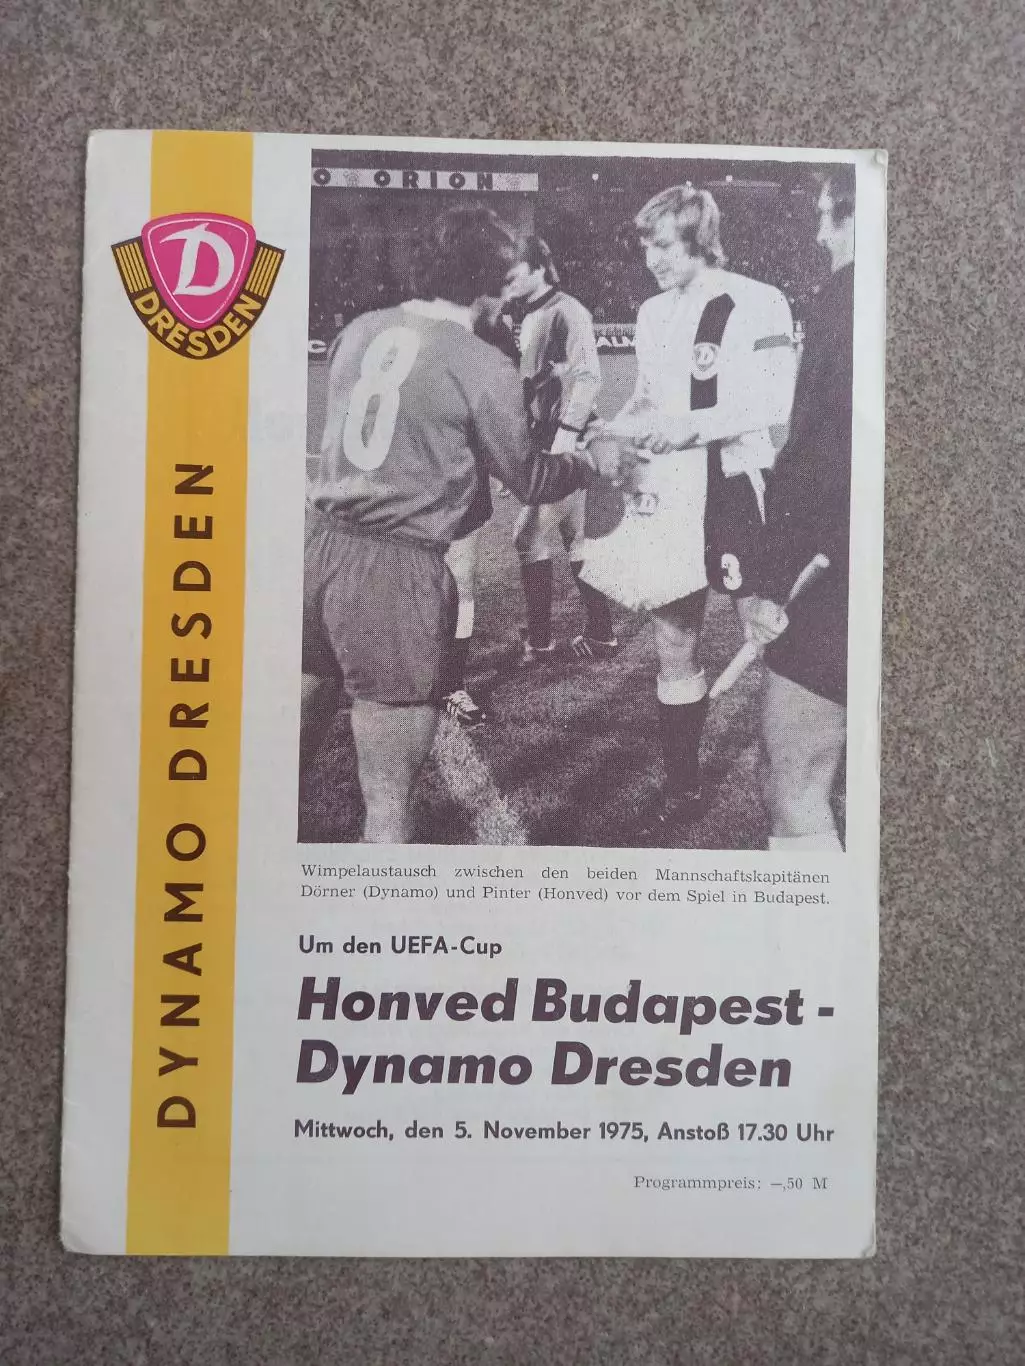 D
DRESDEN
DYNAMO DRESDEN
O ORION
8
ALM
D
3
Wimpelaustausch zwischen den beiden Mannschaftskapitänen
Dörner (Dynamo) und Pinter (Honved) vor dem Spiel in Budapest.
Um den UEFA-Cup
Honved Budapest -
Dynamo Dresden
Mittwoch, den 5. November 1975, Anstoß 17.30 Uhr
Programmpreis: —,50 M